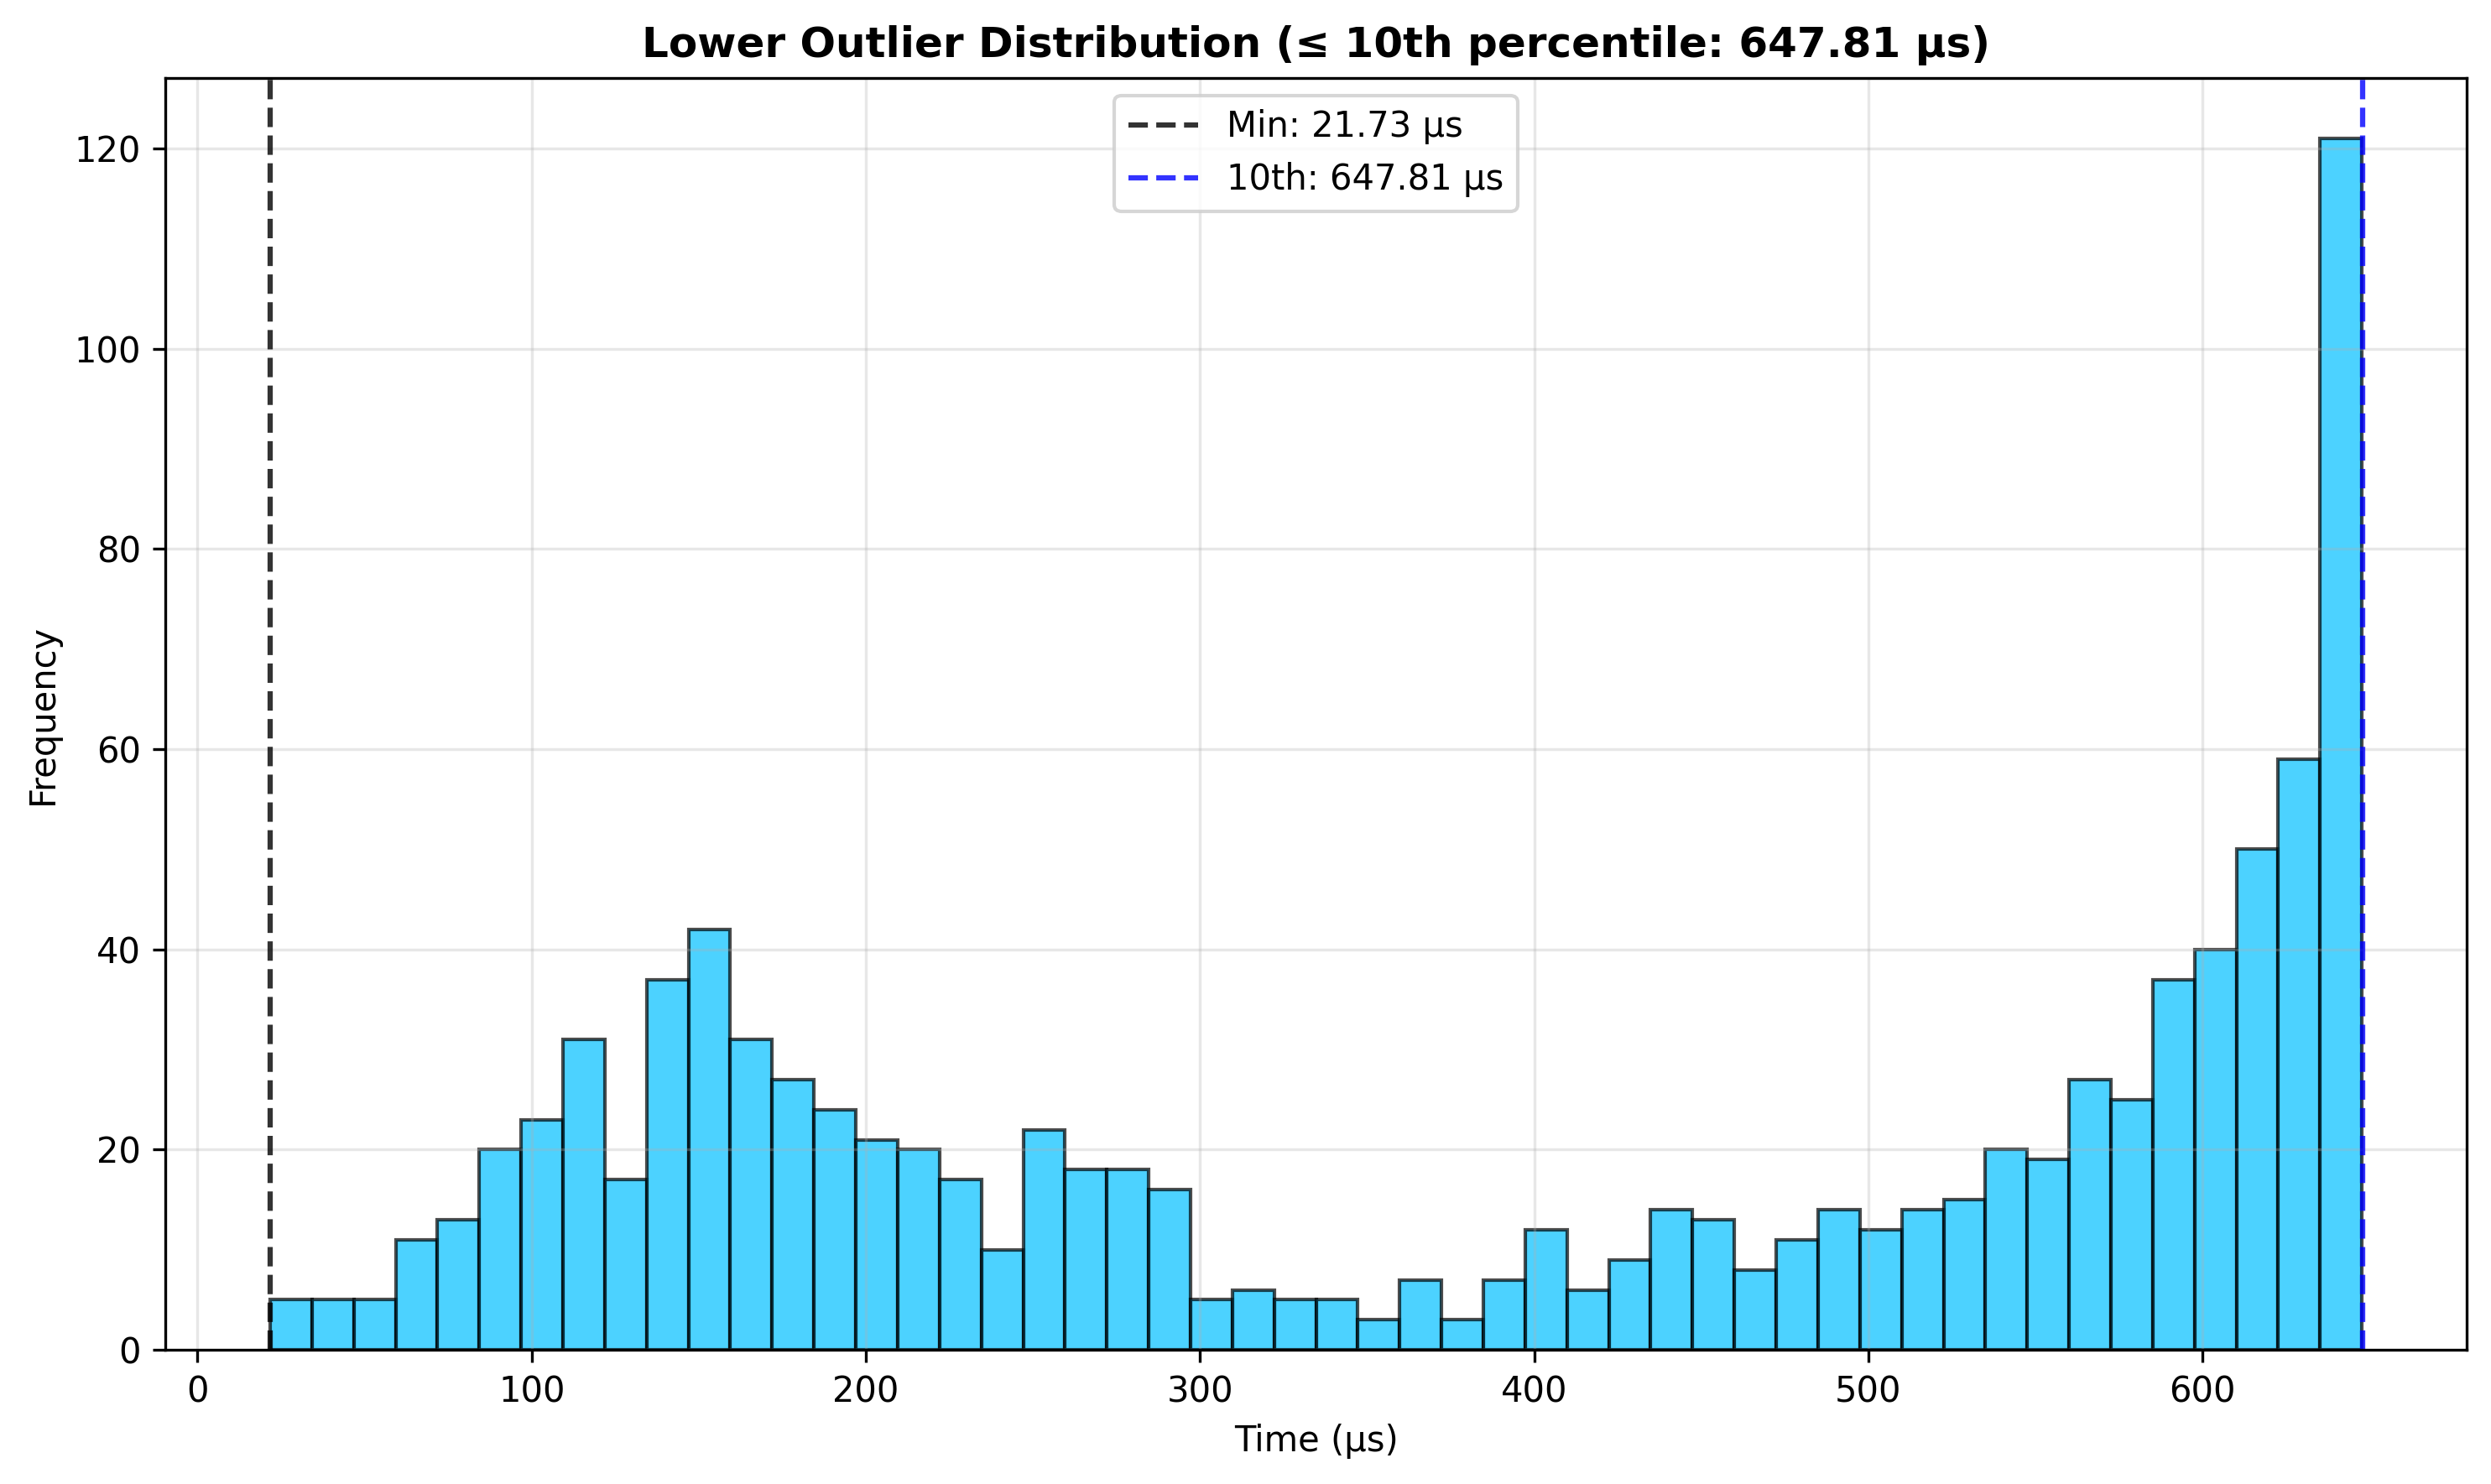 Lower Outlier Distribution (≤ 10th percentile: 647.81 µs)
Min: 21.73 µs
10th: 647.81 µs
120
100
80
60
40
20
0
Frequency
0 100 200 300 400 500 600
Time (µs)